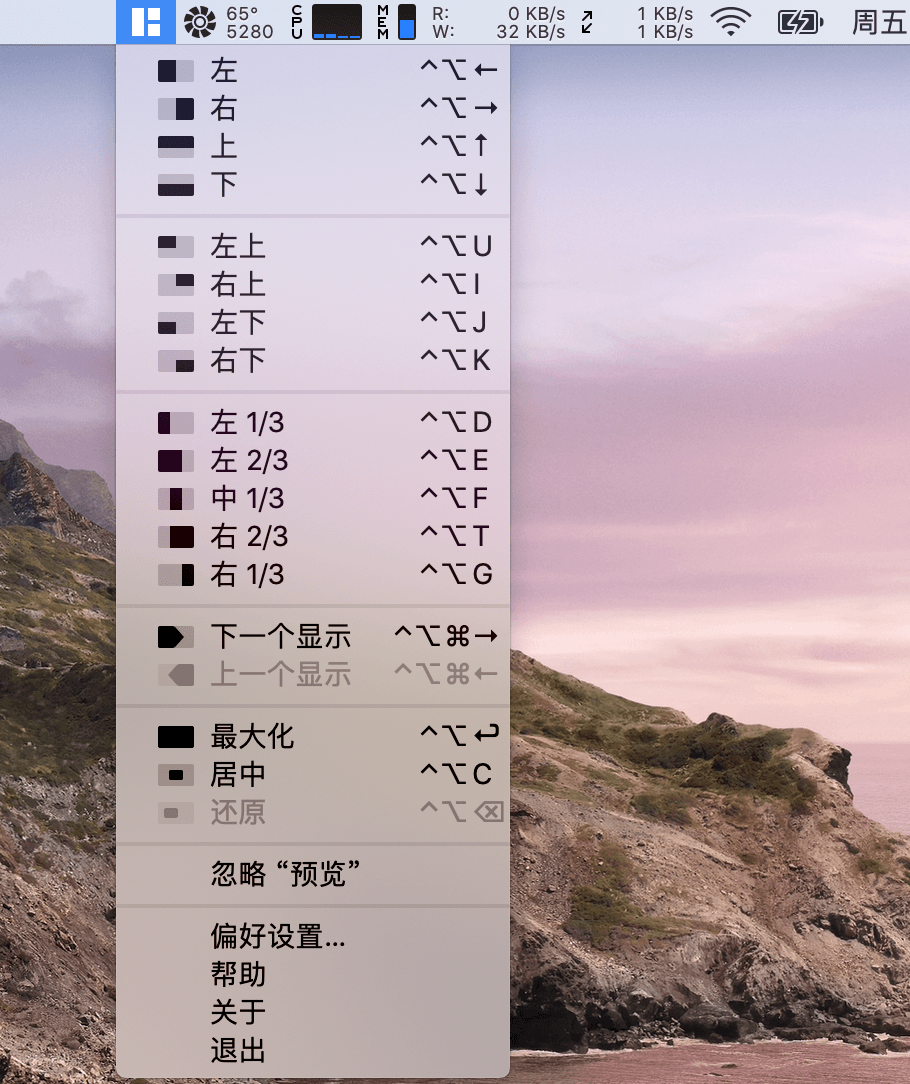 65° CPU MEM R: 0 KB/s 1 KB/s 周五
5280 W: 32 KB/s 1 KB/s
左 ^⌥←
右 ^⌥→
上 ^⌥↑
下 ^⌥↓
左上 ^⌥U
右上 ^⌥I
左下 ^⌥J
右下 ^⌥K
左 1/3 ^⌥D
左 2/3 ^⌥E
中 1/3 ^⌥F
右 2/3 ^⌥T
右 1/3 ^⌥G
下一个显示 ^⌥⌘→
上一个显示 ^⌥⌘←
最大化 ^⌥↩
居中 ^⌥C
还原 ^⌥⌫
忽略 “预览”
偏好设置...
帮助
关于
退出